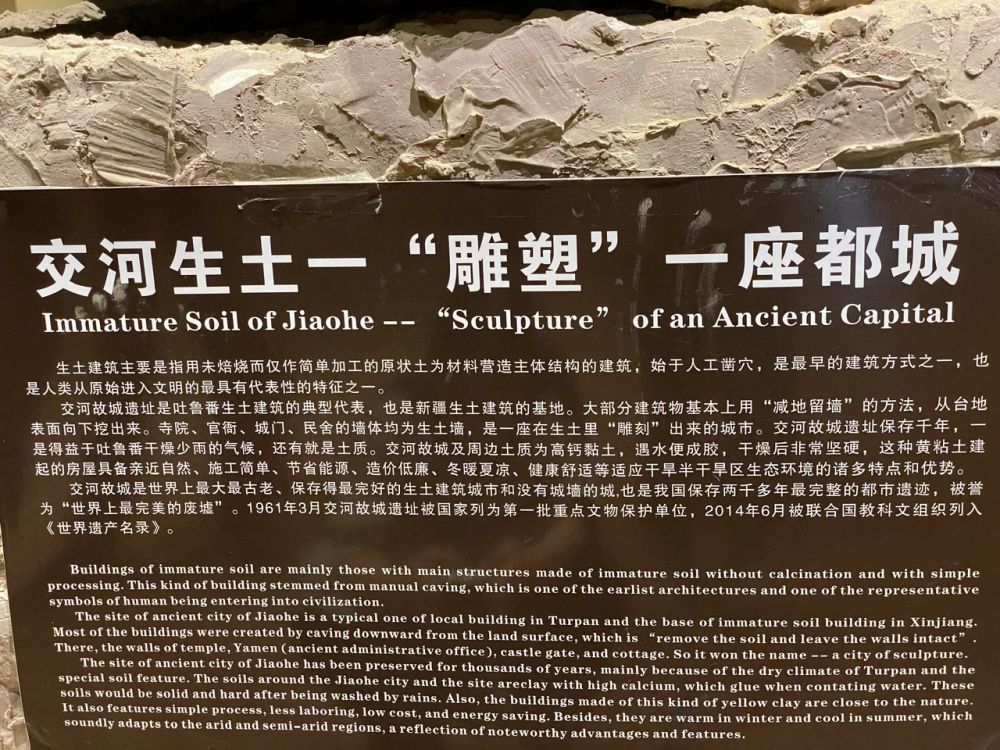 交河生土一“雕塑”一座都城
Immature Soil of Jiaohe -- “Sculpture” of an Ancient Capital
生土建筑主要是指用未焙烧而仅作简单加工的原状土为材料营造主体结构的建筑，始于人工凿穴，是最早的建筑方式之一，也
是人类从原始进入文明的最具有代表性的特征之一。
交河故城遗址是吐鲁番生土建筑的典型代表，也是新疆生土建筑的基地。大部分建筑物基本上用“减地留墙”的方法，从台地
表面向下挖出来。寺院、官衙、城门、民舍的墙体均为生土墙，是一座在生土里“雕刻”出来的城市。交河故城遗址保存千年，一
是得益于吐鲁番干燥少雨的气候，还有就是土质。交河故城及周边土质为高钙黏土，遇水便成胶，干燥后非常坚硬，这种黄粘土建
起的房屋具备亲近自然、施工简单、节省能源、造价低廉、冬暖夏凉、健康舒适等适应干旱半干旱区生态环境的诸多特点和优势。
交河故城是世界上最大最古老、保存得最完好的生土建筑城市和没有城墙的城,也是我国保存两千多年最完整的都市遗迹，被誉
为“世界上最完美的废墟”。1961年3月交河故城遗址被国家列为第一批重点文物保护单位，2014年6月被联合国教科文组织列入
《世界遗产名录》。
Buildings of immature soil are mainly those with main structures made of immature soil without calcination and with simple
processing. This kind of building stemmed from manual caving, which is one of the earlist architectures and one of the representative
symbols of human being entering into civilization.
The site of ancient city of Jiaohe is a typical one of local building in Turpan and the base of immature soil building in Xinjiang.
Most of the buildings were created by caving downward from the land surface, which is “remove the soil and leave the walls intact”.
There, the walls of temple, Yamen (ancient administrative office), castle gate, and cottage. So it won the name -- a city of sculpture.
The site of ancient city of Jiaohe has been preserved for thousands of years, mainly because of the dry climate of Turpan and the
special soil feature. The soils around the Jiaohe city and the site areclay with high calcium, which glue when contating water. These
soils would be solid and hard after being washed by rains. Also, the buildings made of this kind of yellow clay are close to the nature.
It also features simple process, less laboring, low cost, and energy saving. Besides, they are warm in winter and cool in summer, which
soundly adapts to the arid and semi-arid regions, a reflection of noteworthy advantages and features.